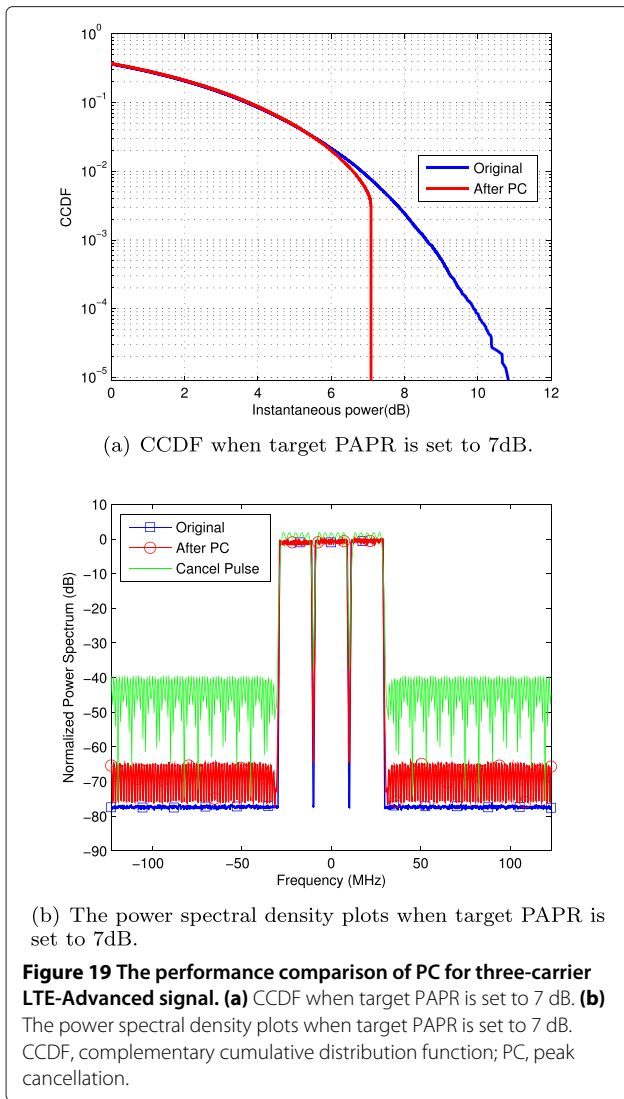 10^0
10^-1
10^-2
10^-3
10^-4
10^-5
CCDF
Original
After PC
0 2 4 6 8 10 12
Instantaneous power(dB)
(a) CCDF when target PAPR is set to 7dB.
10
0
-10
-20
-30
-40
-50
-60
-70
-80
-90
Normalized Power Spectrum (dB)
Original
After PC
Cancel Pulse
-100 -50 0 50 100
Frequency (MHz)
(b) The power spectral density plots when target PAPR is
set to 7dB.
Figure 19 The performance comparison of PC for three-carrier
LTE-Advanced signal. (a) CCDF when target PAPR is set to 7 dB. (b)
The power spectral density plots when target PAPR is set to 7 dB.
CCDF, complementary cumulative distribution function; PC, peak
cancellation.